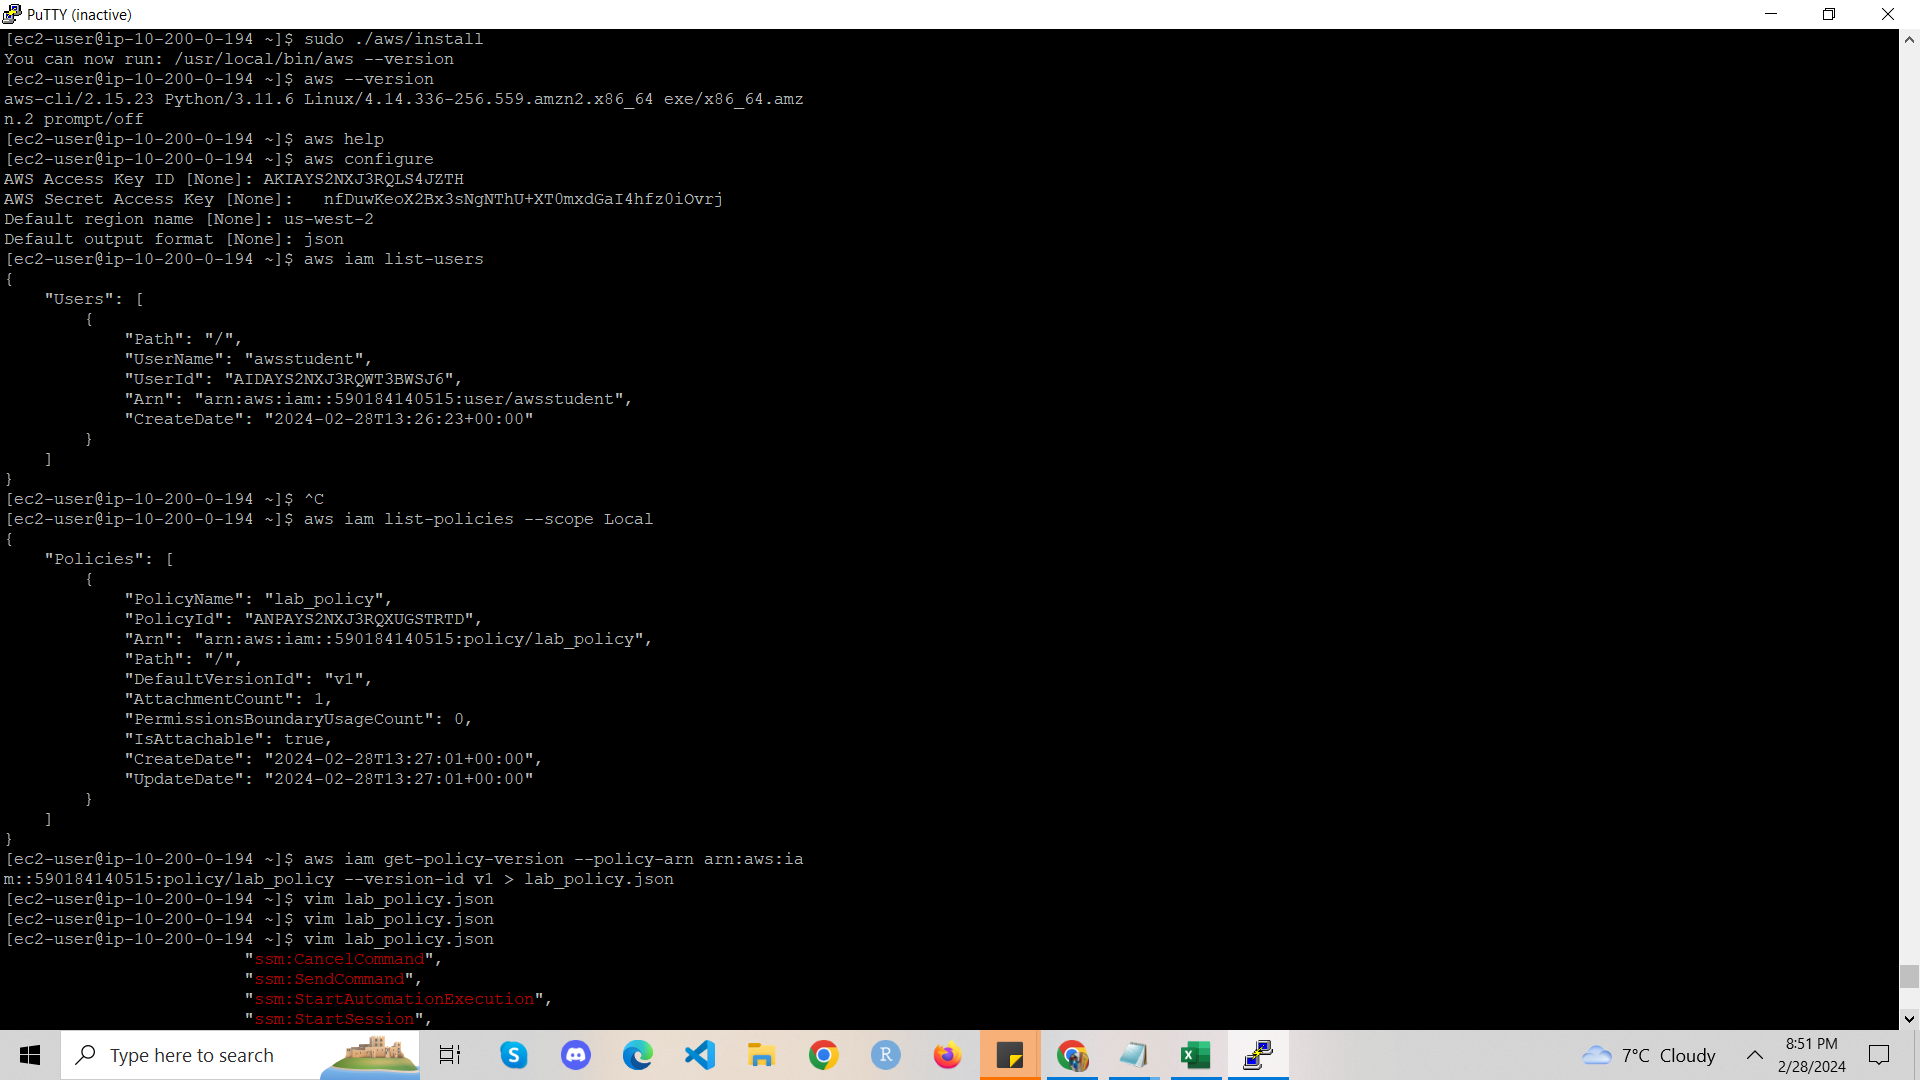 PuTTY (inactive)
[ec2-user@ip-10-200-0-194 ~]$ sudo ./aws/install
You can now run: /usr/local/bin/aws --version
[ec2-user@ip-10-200-0-194 ~]$ aws --version
aws-cli/2.15.23 Python/3.11.6 Linux/4.14.336-256.559.amzn2.x86_64 exe/x86_64.amz
n.2 prompt/off
[ec2-user@ip-10-200-0-194 ~]$ aws help
[ec2-user@ip-10-200-0-194 ~]$ aws configure
AWS Access Key ID [None]: AKIAYS2NXJ3RQLS4JZTH
AWS Secret Access Key [None]:   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
Default region name [None]: us-west-2
Default output format [None]: json
[ec2-user@ip-10-200-0-194 ~]$ aws iam list-users
{
    "Users": [
        {
            "Path": "/",
            "UserName": "awsstudent",
            "UserId": "AIDAYS2NXJ3RQWT3BWSJ6",
            "Arn": "arn:aws:iam::590184140515:user/awsstudent",
            "CreateDate": "2024-02-28T13:26:23+00:00"
        }
    ]
}
[ec2-user@ip-10-200-0-194 ~]$ ^C
[ec2-user@ip-10-200-0-194 ~]$ aws iam list-policies --scope Local
{
    "Policies": [
        {
            "PolicyName": "lab_policy",
            "PolicyId": "ANPAYS2NXJ3RQXUGSTRTD",
            "Arn": "arn:aws:iam::590184140515:policy/lab_policy",
            "Path": "/",
            "DefaultVersionId": "v1",
            "AttachmentCount": 1,
            "PermissionsBoundaryUsageCount": 0,
            "IsAttachable": true,
            "CreateDate": "2024-02-28T13:27:01+00:00",
            "UpdateDate": "2024-02-28T13:27:01+00:00"
        }
    ]
}
[ec2-user@ip-10-200-0-194 ~]$ aws iam get-policy-version --policy-arn arn:aws:ia
m::590184140515:policy/lab_policy --version-id v1 > lab_policy.json
[ec2-user@ip-10-200-0-194 ~]$ vim lab_policy.json
[ec2-user@ip-10-200-0-194 ~]$ vim lab_policy.json
[ec2-user@ip-10-200-0-194 ~]$ vim lab_policy.json
                        "ssm:CancelCommand",
                        "ssm:SendCommand",
                        "ssm:StartAutomationExecution",
                        "ssm:StartSession",
Type here to search
7°C Cloudy
8:51 PM
2/28/2024